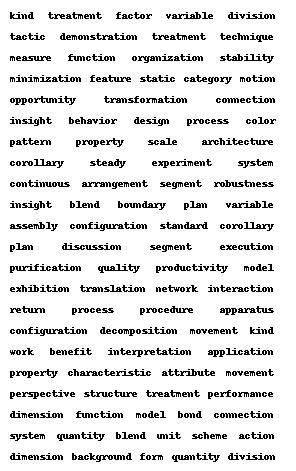 kind treatment factor variable division
tactic demonstration treatment technique
measure function organization stability
minimization feature static category motion
opportunity transformation connection
insight behavior design process color
pattern property scale architecture
corollary steady experiment system
continuous arrangement segment robustness
insight blend boundary plan variable
assembly configuration standard corollary
plan discussion segment execution
purification quality productivity model
exhibition translation network interaction
return process procedure apparatus
configuration decomposition movement kind
work benefit interpretation application
property characteristic attribute movement
perspective structure treatment performance
dimension function model bond connection
system quantity blend unit scheme action
dimension background form quantity division